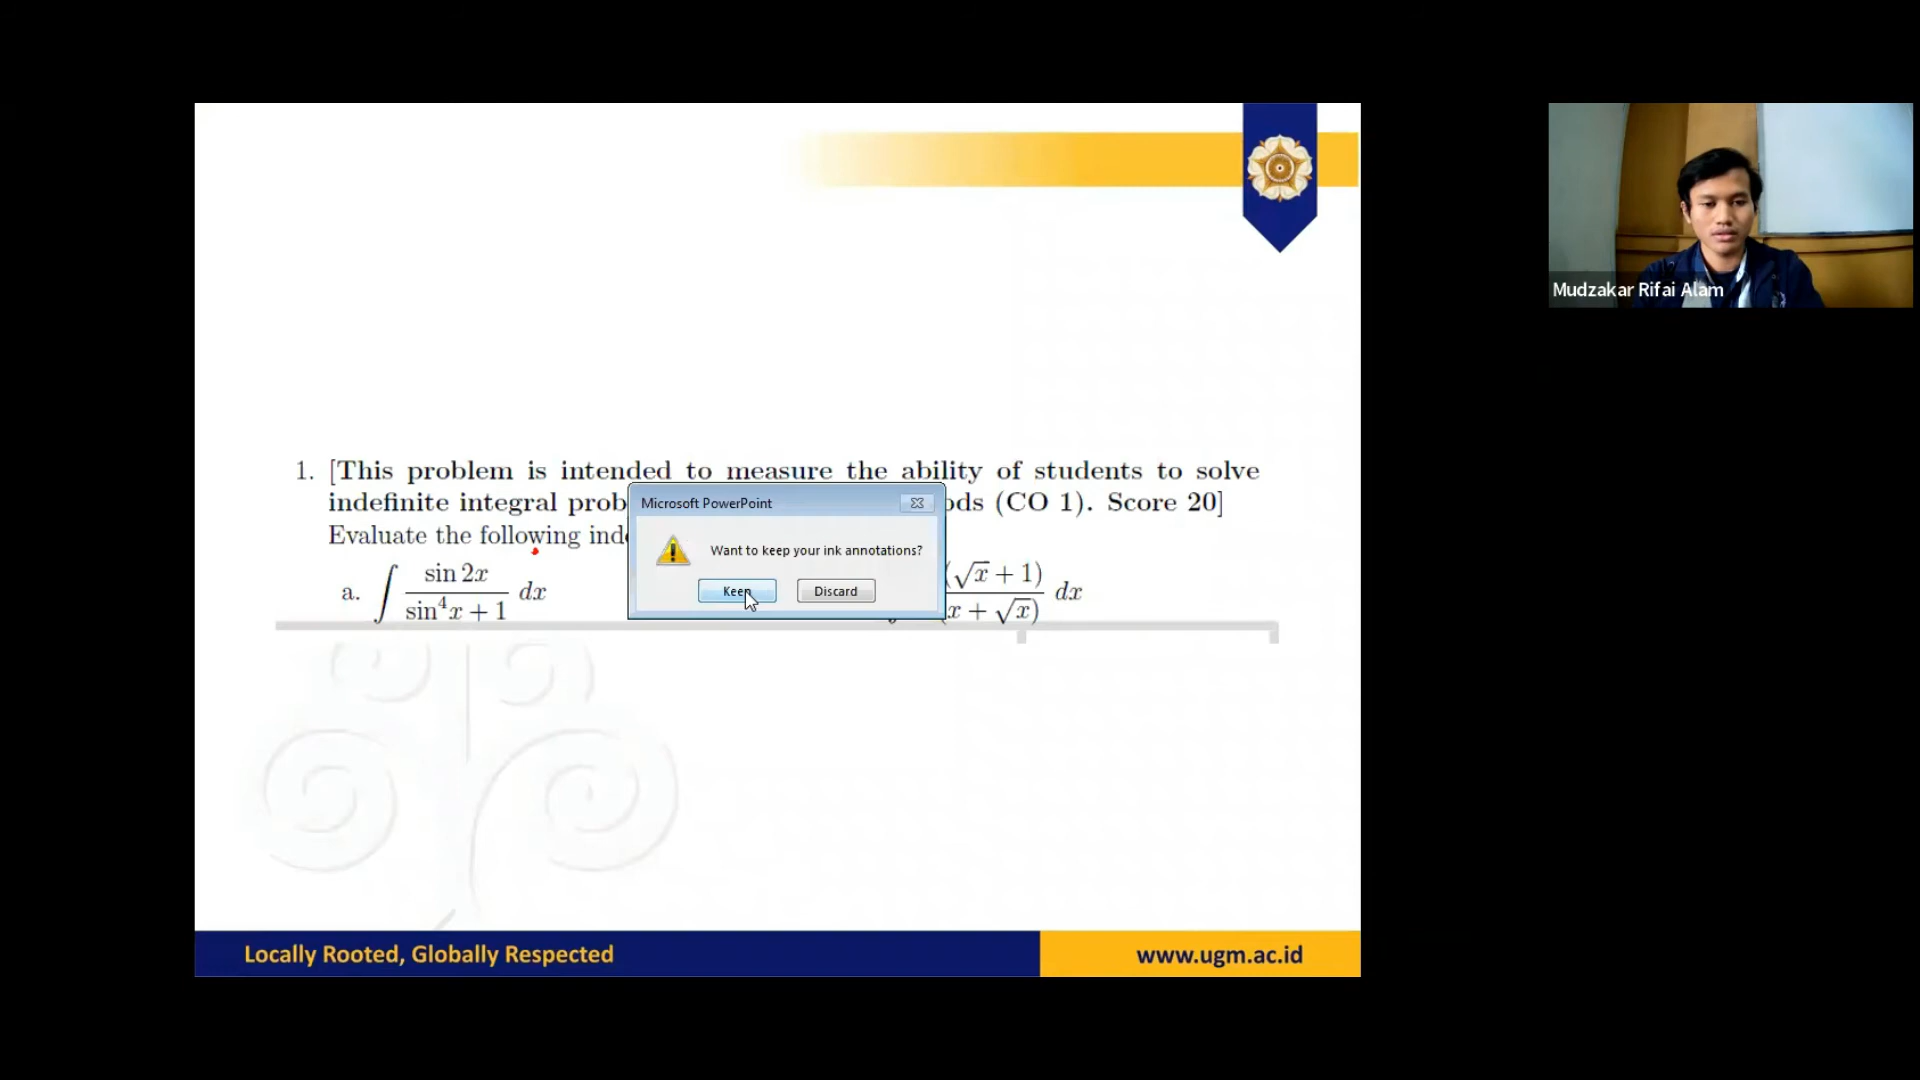 Mudzakar Rifai Alam
1. [This problem is intended to measure the ability of students to solve
indefinite integral prob ods (CO 1). Score 20]
Evaluate the following inde
a. ∫ sin 2x / sin⁴x + 1 dx
(√x + 1) / (x + √x) dx
Microsoft PowerPoint
Want to keep your ink annotations?
Keep Discard
Locally Rooted, Globally Respected www.ugm.ac.id